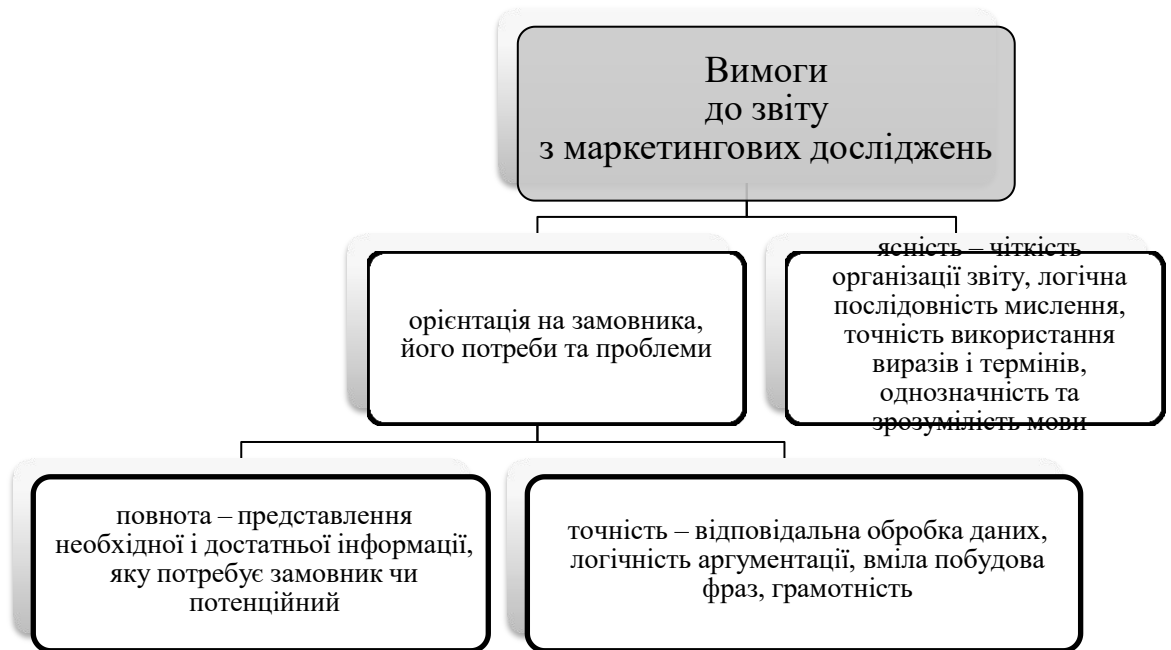 Вимоги
до звіту
з маркетингових досліджень
орієнтація на замовника,
його потреби та проблеми
ясність – чіткість
організації звіту, логічна
послідовність мислення,
точність використання
виразів і термінів,
однозначність та
зрозумілість мови
повнота – представлення
необхідної і достатньої інформації,
яку потребує замовник чи
потенційний
точність – відповідальна обробка даних,
логічність аргументації, вміла побудова
фраз, грамотність